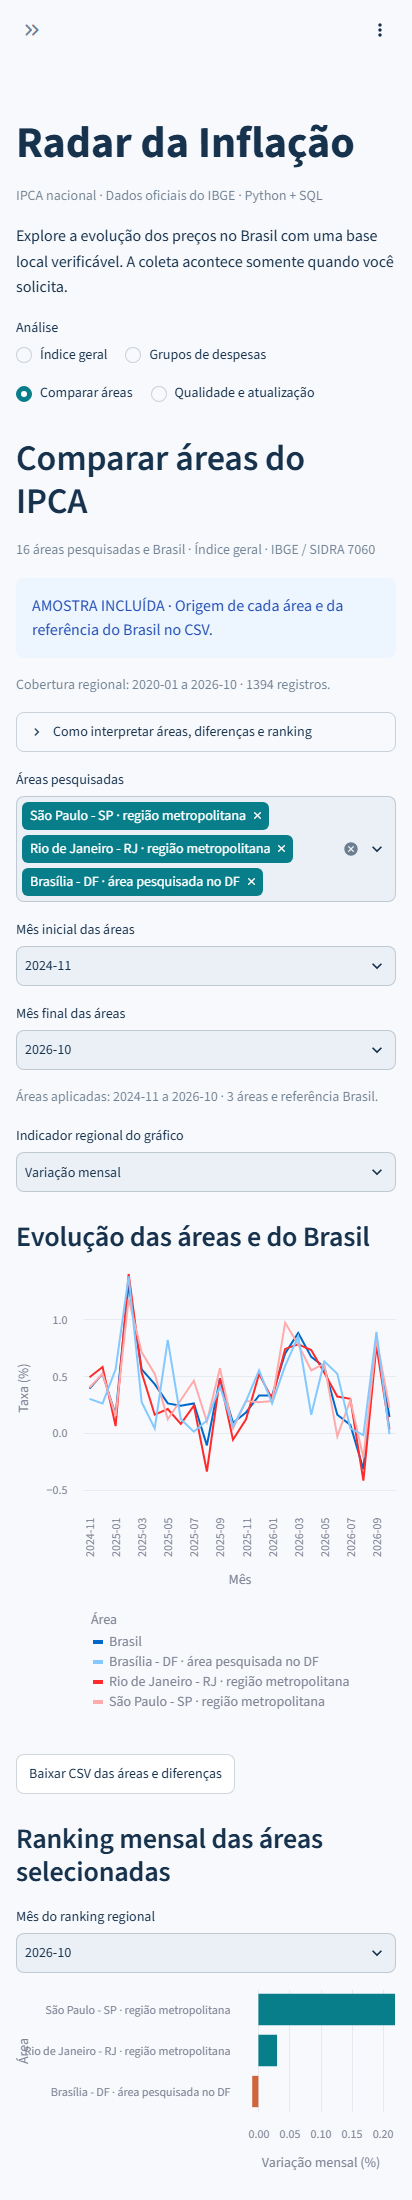 Radar da Inflação
IPCA nacional · Dados oficiais do IBGE · Python + SQL
Explore a evolução dos preços no Brasil com uma base
local verificável. A coleta acontece somente quando você
solicita.
Análise
Índice geral
Grupos de despesas
Comparar áreas
Qualidade e atualização
Comparar áreas do
IPCA
16 áreas pesquisadas e Brasil · Índice geral · IBGE / SIDRA 7060
AMOSTRA INCLUÍDA · Origem de cada área e da
referência do Brasil no CSV.
Cobertura regional: 2020-01 a 2026-10 · 1394 registros.
Como interpretar áreas, diferenças e ranking
Áreas pesquisadas
São Paulo - SP · região metropolitana
Rio de Janeiro - RJ · região metropolitana
Brasília - DF · área pesquisada no DF
Mês inicial das áreas
2024-11
Mês final das áreas
2026-10
Áreas aplicadas: 2024-11 a 2026-10 · 3 áreas e referência Brasil.
Indicador regional do gráfico
Variação mensal
Evolução das áreas e do Brasil
Taxa (%)
1.0
0.5
0.0
−0.5
2024-11
2025-01
2025-03
2025-05
2025-07
2025-09
2025-11
2026-01
2026-03
2026-05
2026-07
2026-09
Mês
Área
Brasil
Brasília - DF · área pesquisada no DF
Rio de Janeiro - RJ · região metropolitana
São Paulo - SP · região metropolitana
Baixar CSV das áreas e diferenças
Ranking mensal das áreas
selecionadas
Mês do ranking regional
2026-10
Área
São Paulo - SP · região metropolitana
Rio de Janeiro - RJ · região metropolitana
Brasília - DF · área pesquisada no DF
0.00
0.05
0.10
0.15
0.20
Variação mensal (%)